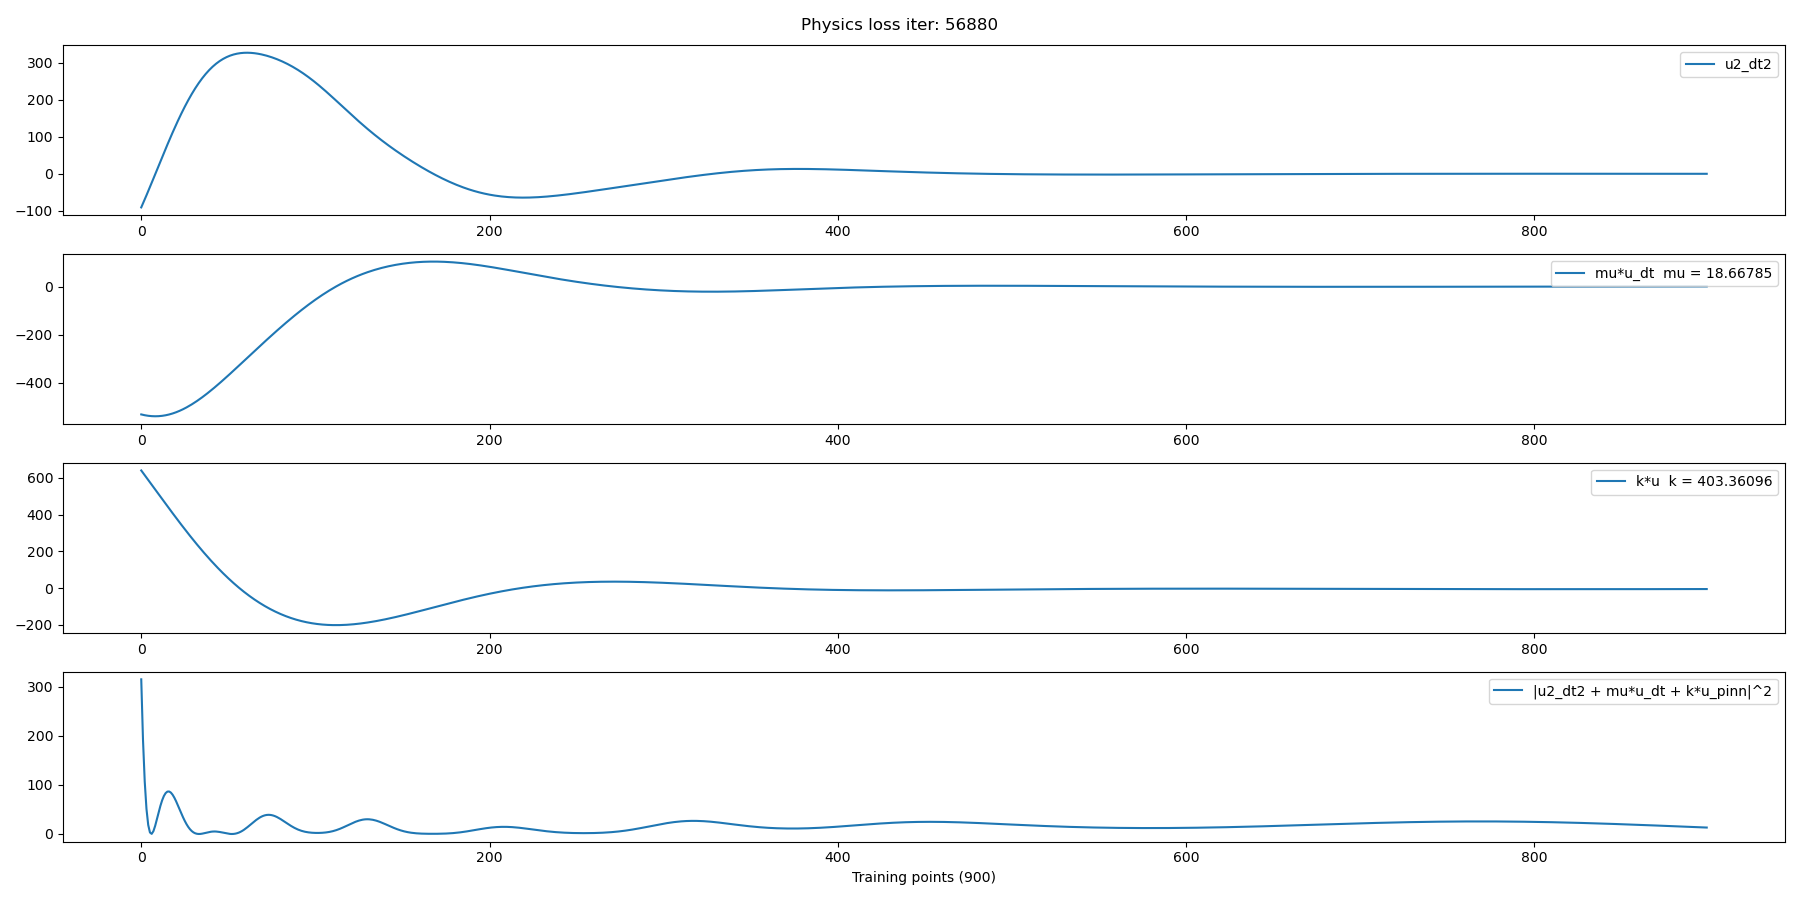 Physics loss iter: 56880
300
200
100
0
−100
u2_dt2
0 200 400 600 800
0
−200
−400
mu*u_dt  mu = 18.66785
0 200 400 600 800
600
400
200
0
−200
k*u  k = 403.36096
0 200 400 600 800
300
200
100
0
|u2_dt2 + mu*u_dt + k*u_pinn|^2
0 200 400 600 800
Training points (900)